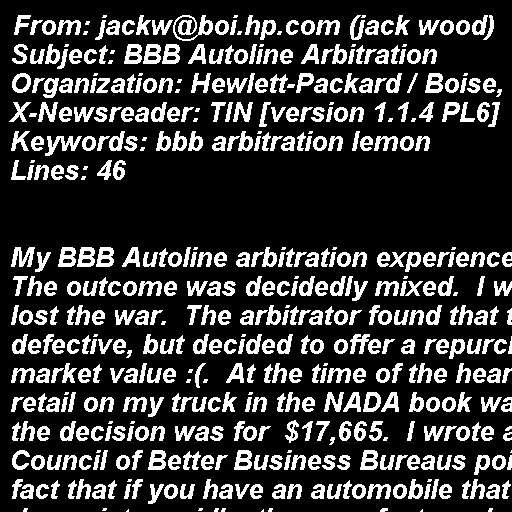 From: jackw@boi.hp.com (jack wood)
Subject: BBB Autoline Arbitration
Organization: Hewlett-Packard / Boise,
X-Newsreader: TIN [version 1.1.4 PL6]
Keywords: bbb arbitration lemon
Lines: 46
My BBB Autoline arbitration experience
The outcome was decidedly mixed.  I w
lost the war.  The arbitrator found that t
defective, but decided to offer a repurc
market value :(.  At the time of the hear
retail on my truck in the NADA book wa
the decision was for  $17,665.  I wrote a
Council of Better Business Bureaus poi
fact that if you have an automobile that